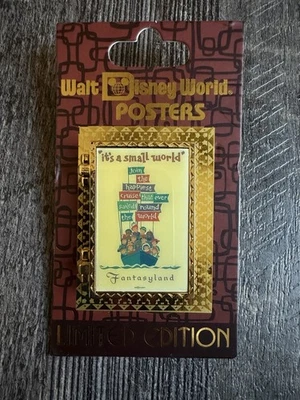 Walt Disney World®
POSTERS
"it's a small world"
Join
the
happiest
cruise that ever
sailed 'round
the world
Fantasyland
LIMITED EDITION